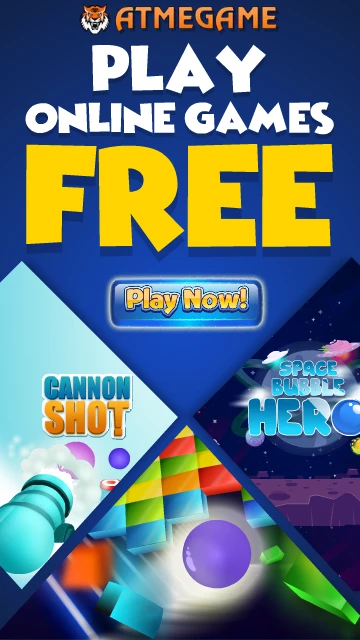 ATMEGAME
PLAY
ONLINE GAMES
FREE
Play Now!
CANNON
SHOT
SPACE
BUBBLE
HERO